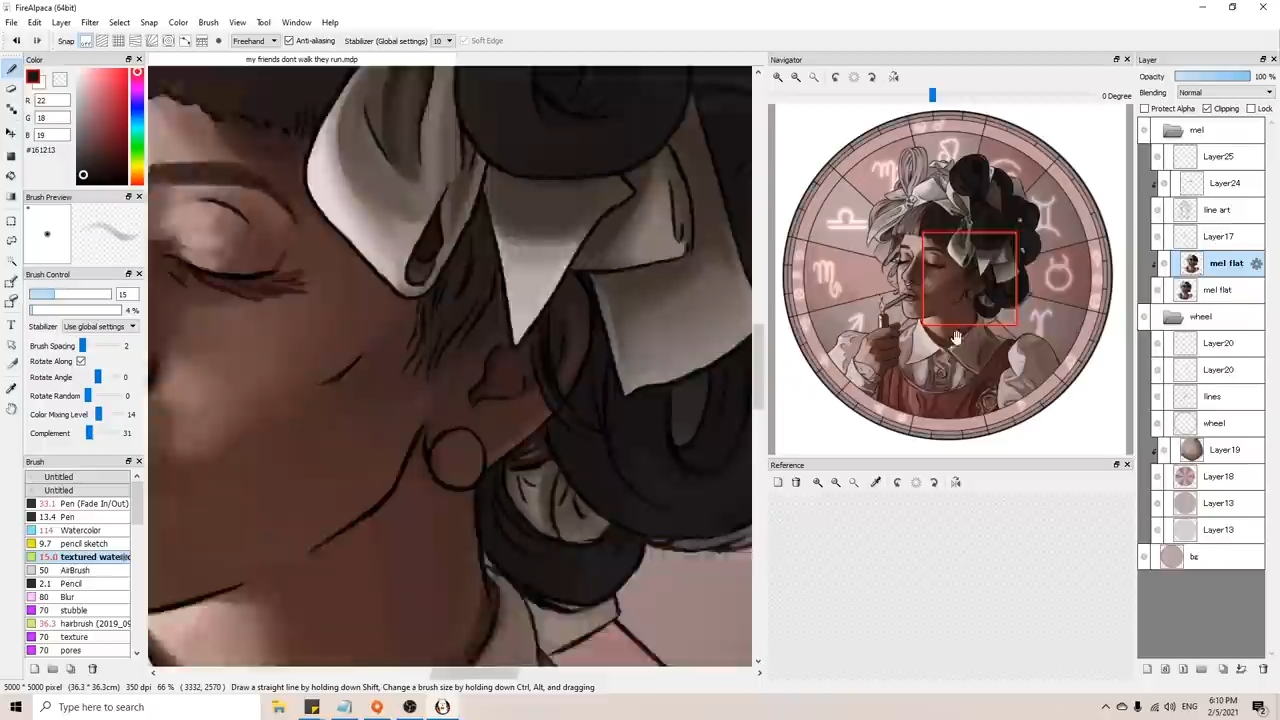 FireAlpaca (64bit)
File Edit Layer Filter Select Snap Color Brush View Tool Window Help
Snap OFF Freehand Anti-aliasing Stabilizer (Global settings) 10 Soft Edge
Color
my friends dont walk they run.mdp
Navigator
Layer
Opacity 100 %
Blending Normal
0 Degree
Protect Alpha Clipping Lock
R 22
G 18
B 19
#161213
Brush Preview
Brush Control
15
4 %
Stabilizer Use global settings
Brush Spacing 2
Rotate Along
Rotate Angle 0
Rotate Random 0
Color Mixing Level 14
Complement 31
Brush
Untitled
Untitled
33.1 Pen (Fade In/Out)
13.4 Pen
114 Watercolor
9.7 pencil sketch
15.0 textured
50 AirBrush
2.1 Pencil
80 Blur
70 stubble
36.3 hairbrush (2019_09
70 texture
70 pores
Reference
mel
Layer25
Layer24
line art
Layer17
mel flat
mel flat
wheel
Layer20
Layer20
lines
wheel
Layer19
Layer18
Layer13
Layer13
5000 * 5000 pixel (36.3 * 36.3cm) 350 dpi 66 % ( 3332, 2570 ) Draw a straight line by holding down Shift, Change a brush size by holding down Ctrl, Alt, and dragging
Type here to search
ENG
6:10 PM
2/5/2021
2